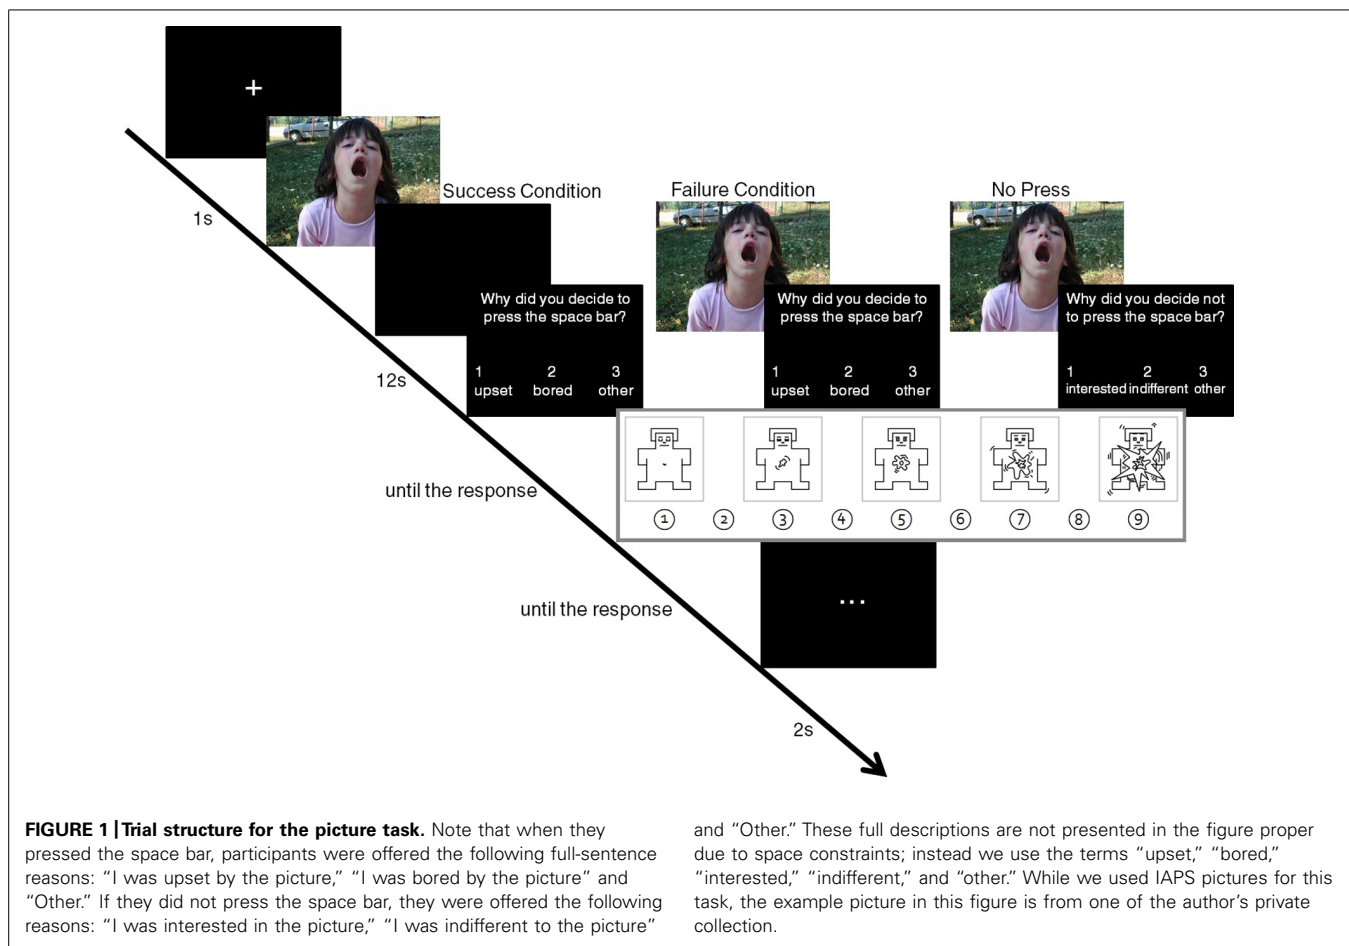 +
Success Condition
Failure Condition
No Press
1s
Why did you decide to
press the space bar?
1 2 3
upset bored other
Why did you decide to
press the space bar?
1 2 3
upset bored other
Why did you decide not
to press the space bar?
1 2 3
interested indifferent other
12s
until the response
1 2 3 4 5 6 7 8 9
until the response
...
2s
FIGURE 1 | Trial structure for the picture task. Note that when they
pressed the space bar, participants were offered the following full-sentence
reasons: “I was upset by the picture,” “I was bored by the picture” and
“Other.” If they did not press the space bar, they were offered the following
reasons: “I was interested in the picture,” “I was indifferent to the picture”
and “Other.” These full descriptions are not presented in the figure proper
due to space constraints; instead we use the terms “upset,” “bored,”
“interested,” “indifferent,” and “other.” While we used IAPS pictures for this
task, the example picture in this figure is from one of the author’s private
collection.